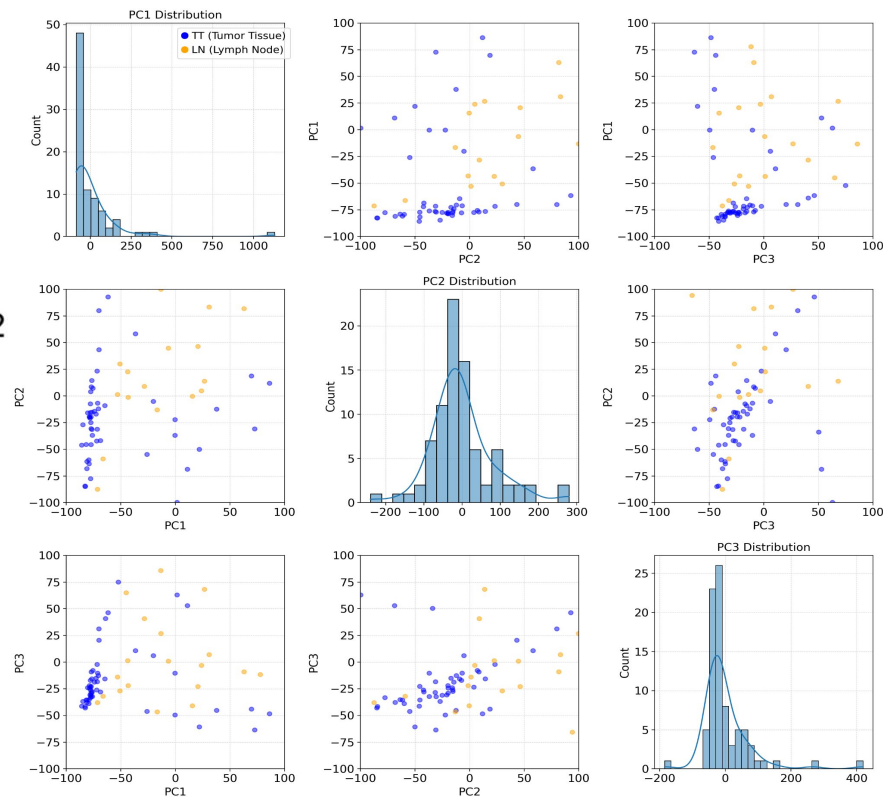 PC1 Distribution
50
40
30
20
10
0
Count
0 250 500 750 1000
TT (Tumor Tissue)
LN (Lymph Node)
100
75
50
25
0
−25
−50
−75
−100
PC1
−100 −50 0 50 100
PC2
100
75
50
25
0
−25
−50
−75
−100
PC1
−100 −50 0 50 100
PC3
2
100
75
50
25
0
−25
−50
−75
−100
PC2
−100 −50 0 50 100
PC1
PC2 Distribution
20
15
10
5
0
Count
−200 −100 0 100 200 300
100
75
50
25
0
−25
−50
−75
−100
PC2
−100 −50 0 50 100
PC3
100
75
50
25
0
−25
−50
−75
−100
PC3
−100 −50 0 50 100
PC1
100
75
50
25
0
−25
−50
−75
−100
PC3
−100 −50 0 50 100
PC2
PC3 Distribution
25
20
15
10
5
0
Count
−200 0 200 400